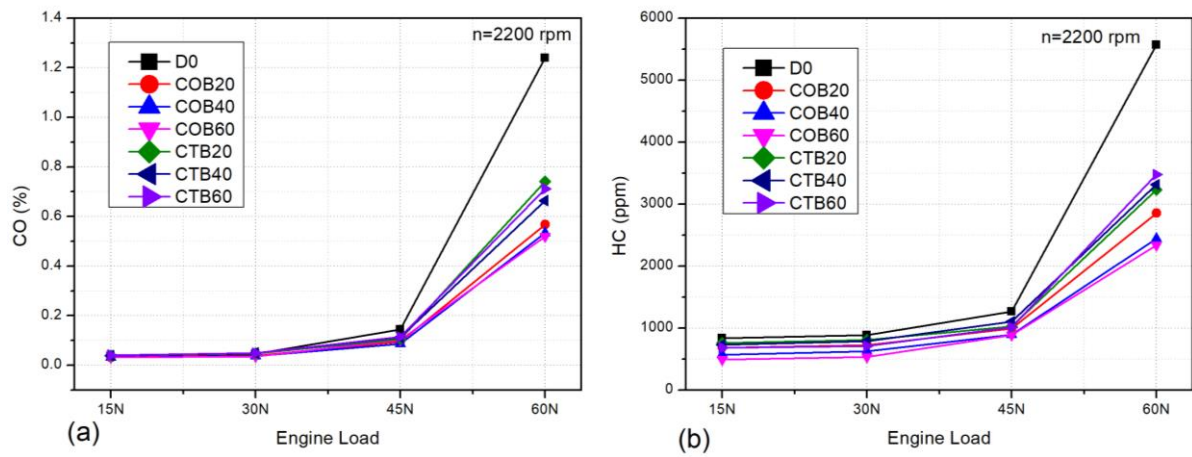 (a)
n=2200 rpm
D0
COB20
COB40
COB60
CTB20
CTB40
CTB60
CO (%)
1.4
1.2
1.0
0.8
0.6
0.4
0.2
0.0
15N 30N 45N 60N
Engine Load
(b)
n=2200 rpm
D0
COB20
COB40
COB60
CTB20
CTB40
CTB60
HC (ppm)
6000
5000
4000
3000
2000
1000
0
15N 30N 45N 60N
Engine Load